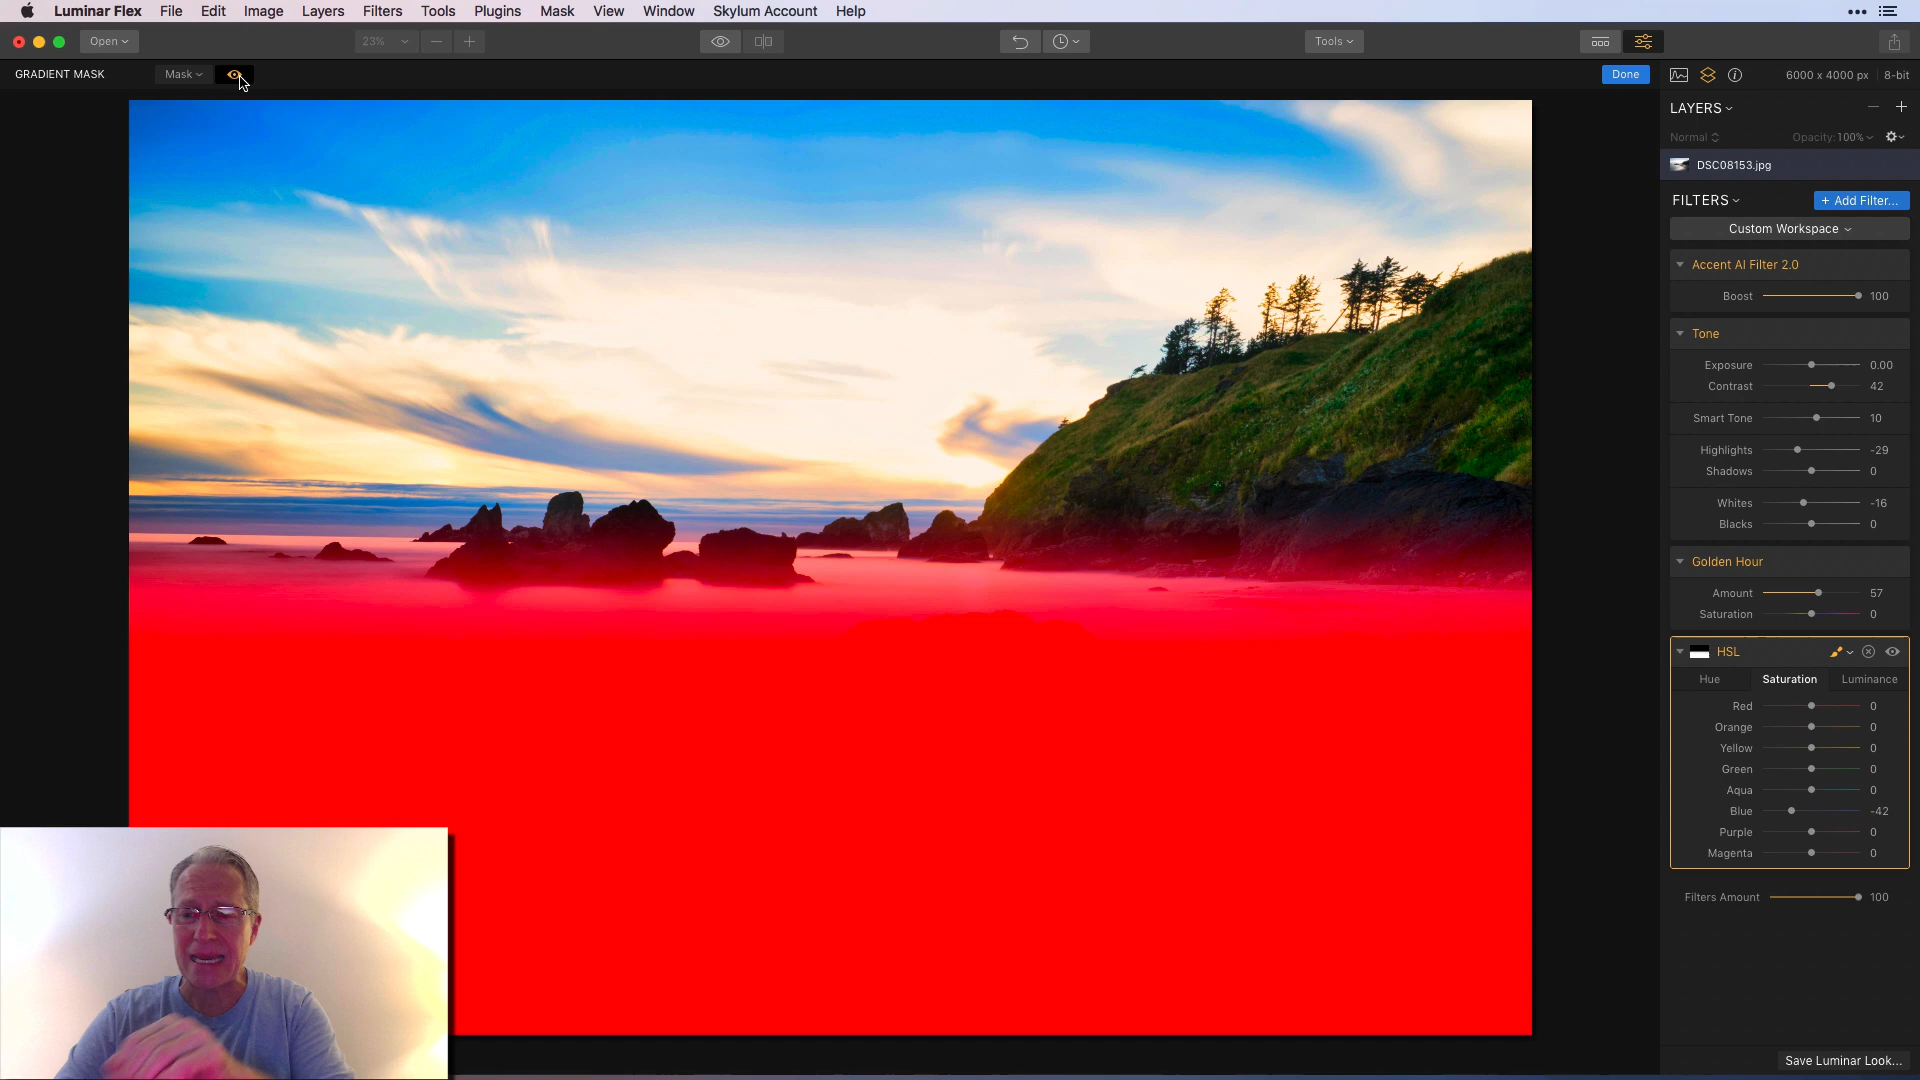 Luminar Flex File Edit Image Layers Filters Tools Plugins Mask View Window Skylum Account Help
Open 23% Tools
GRADIENT MASK Mask Done 6000 x 4000 px 8-bit
LAYERS
Normal Opacity: 100%
DSC08153.jpg
FILTERS + Add Filter...
Custom Workspace
Accent AI Filter 2.0
Boost 100
Tone
Exposure 0.00
Contrast 42
Smart Tone 10
Highlights -29
Shadows 0
Whites -16
Blacks 0
Golden Hour
Amount 57
Saturation 0
HSL
Hue Saturation Luminance
Red 0
Orange 0
Yellow 0
Green 0
Aqua 0
Blue -42
Purple 0
Magenta 0
Filters Amount 100
Save Luminar Look...